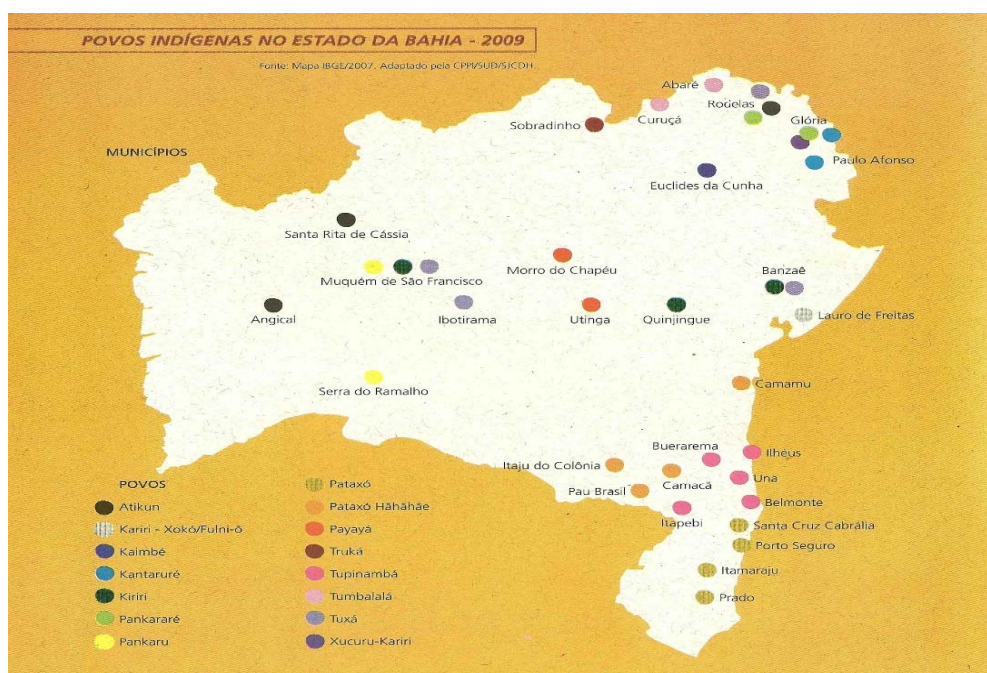 POVOS INDÍGENAS NO ESTADO DA BAHIA - 2009
Fonte: Mapa IBGE/2007. Adaptado pela CPPI/SUD/SJCDH.
MUNICÍPIOS
Abaré
Rodelas
Curuçá
Glória
Sobradinho
Paulo Afonso
Euclides da Cunha
Santa Rita de Cássia
Morro do Chapéu
Muquém de São Francisco
Banzaê
Angical
Ibotirama
Utinga
Quinjingue
Lauro de Freitas
Serra do Ramalho
Camamu
Buerarema
Ilhéus
Itaju do Colônia
Camacã
Una
Pau Brasil
Belmonte
Itapebi
Santa Cruz Cabrália
Porto Seguro
Itamaraju
Prado
POVOS
Atikun
Kariri - Xokó/Fulni-ô
Kaimbé
Kantaruré
Kiriri
Pankararé
Pankaru
Pataxó
Pataxó Hãhãhãe
Payayá
Truká
Tupinambá
Tumbalalá
Tuxá
Xucuru-Kariri